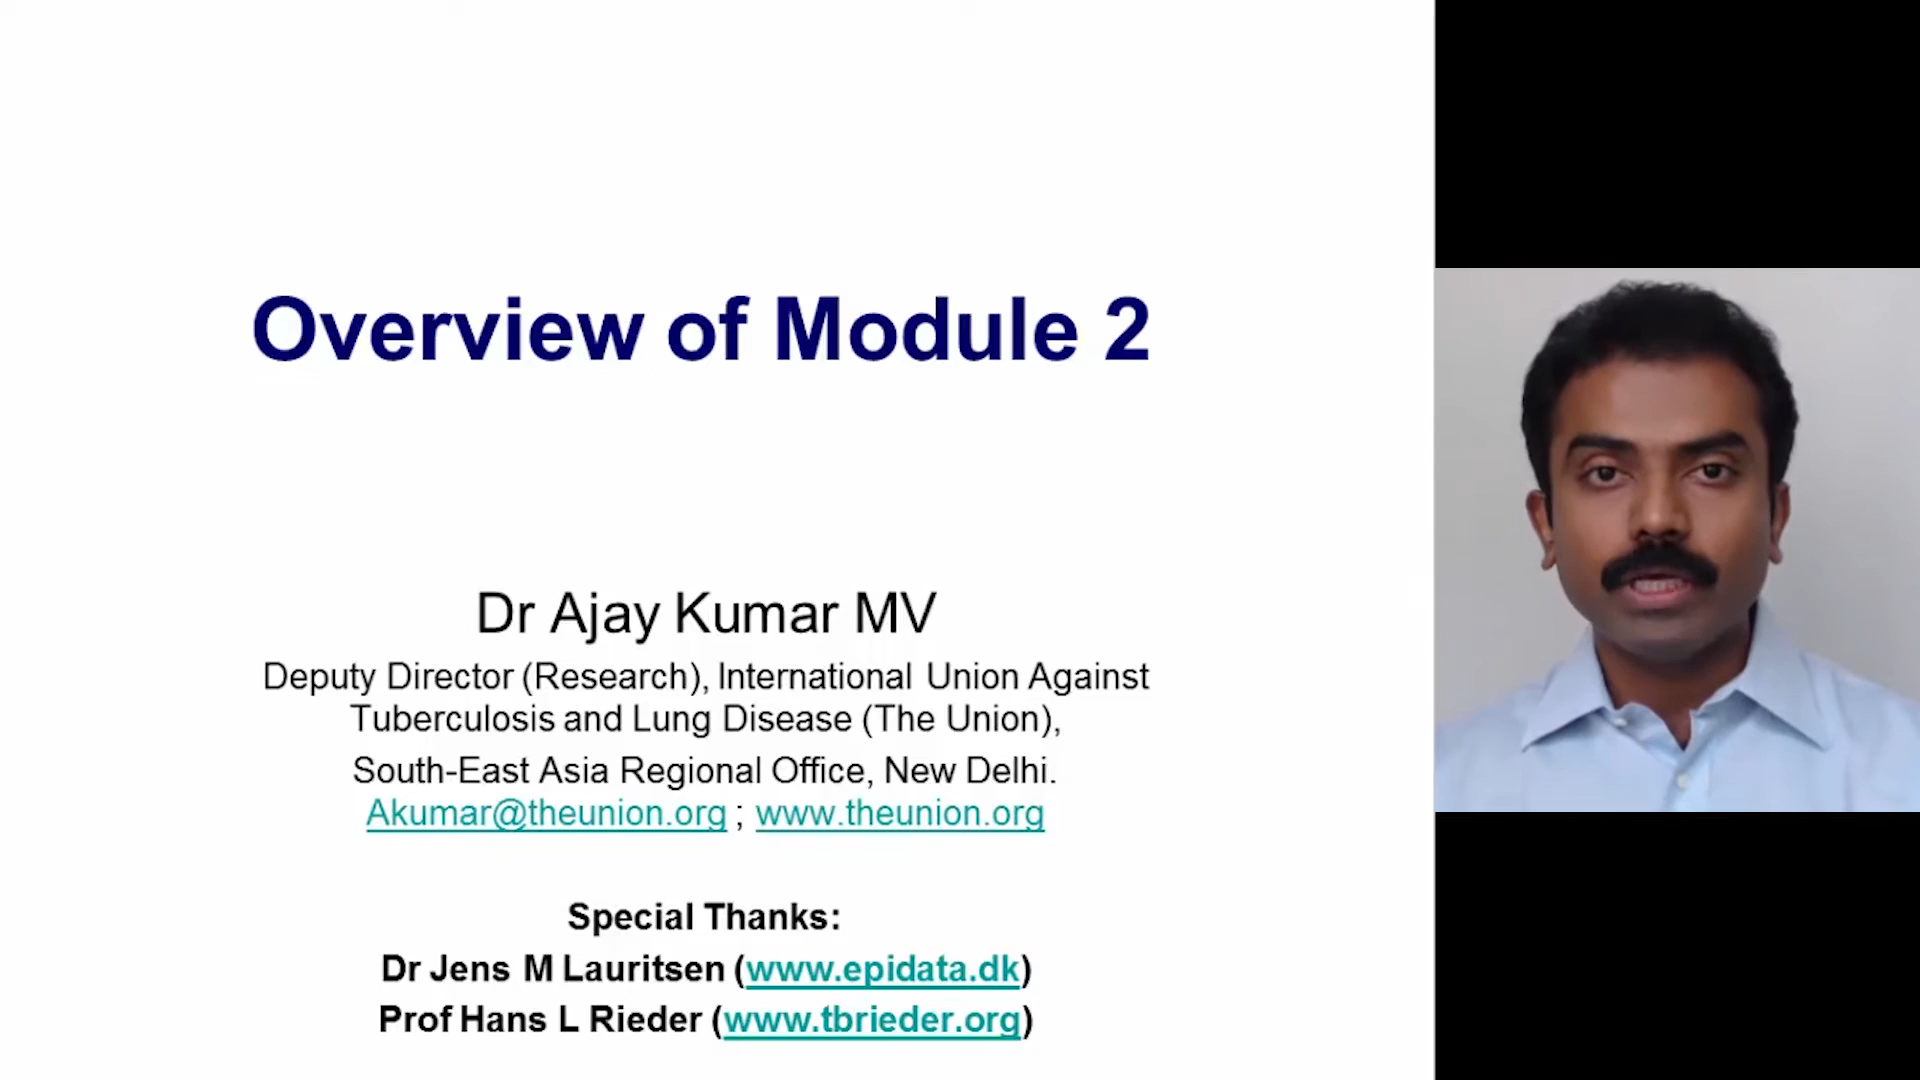 Overview of Module 2
Dr Ajay Kumar MV
Deputy Director (Research), International Union Against
Tuberculosis and Lung Disease (The Union),
South-East Asia Regional Office, New Delhi.
Akumar@theunion.org ; www.theunion.org
Special Thanks:
Dr Jens M Lauritsen (www.epidata.dk)
Prof Hans L Rieder (www.tbrieder.org)